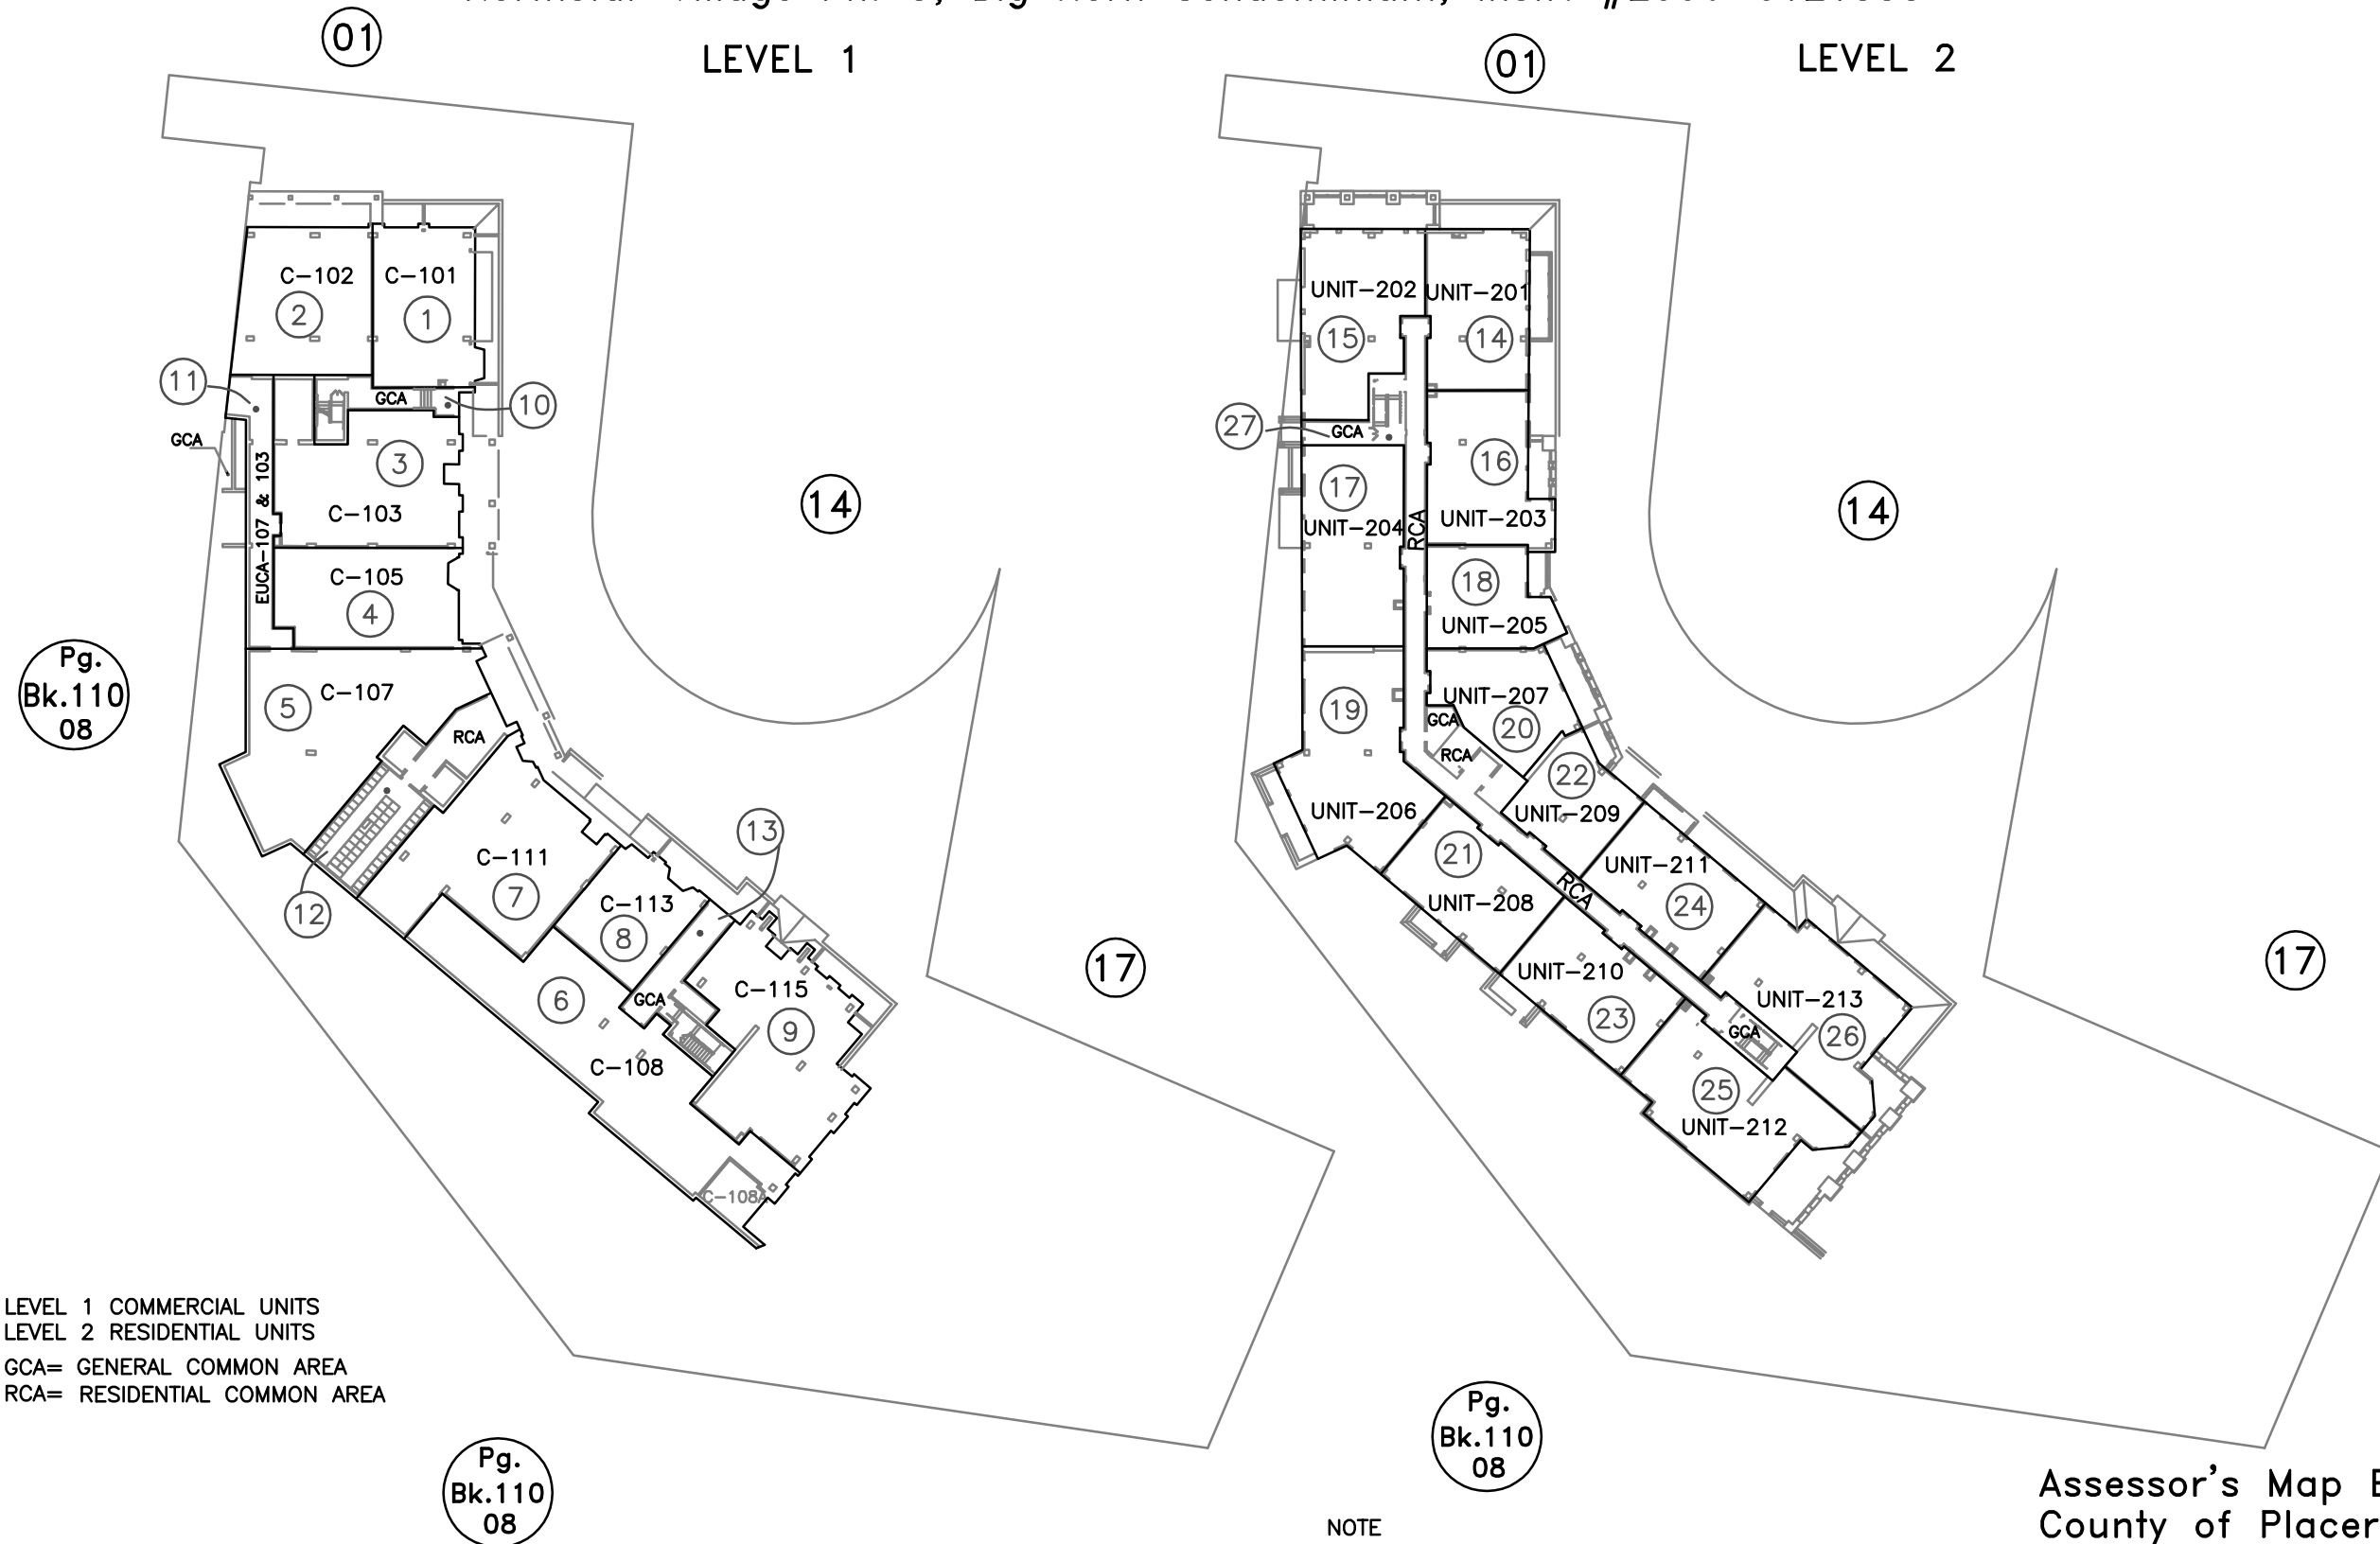 01
LEVEL 1
01
LEVEL 2
C-102
C-101
2
1
11
GCA
10
GCA
3
EUCA-107 & 103
C-103
C-105
4
14
Pg.
Bk.110
08
C-107
5
RCA
12
C-111
7
13
C-113
8
6
GCA
C-115
9
C-108
C-108A
17
UNIT-202
UNIT-201
15
14
27
GCA
16
17
UNIT-203
UNIT-204
RCA
18
UNIT-205
14
19
UNIT-207
GCA
20
RCA
22
UNIT-206
UNIT-209
21
UNIT-211
RCA
24
UNIT-208
UNIT-210
23
UNIT-213
GCA
26
25
UNIT-212
17
LEVEL 1 COMMERCIAL UNITS
LEVEL 2 RESIDENTIAL UNITS
GCA= GENERAL COMMON AREA
RCA= RESIDENTIAL COMMON AREA
Pg.
Bk.110
08
Pg.
Bk.110
08
NOTE
Assessor's Map
County of Placer